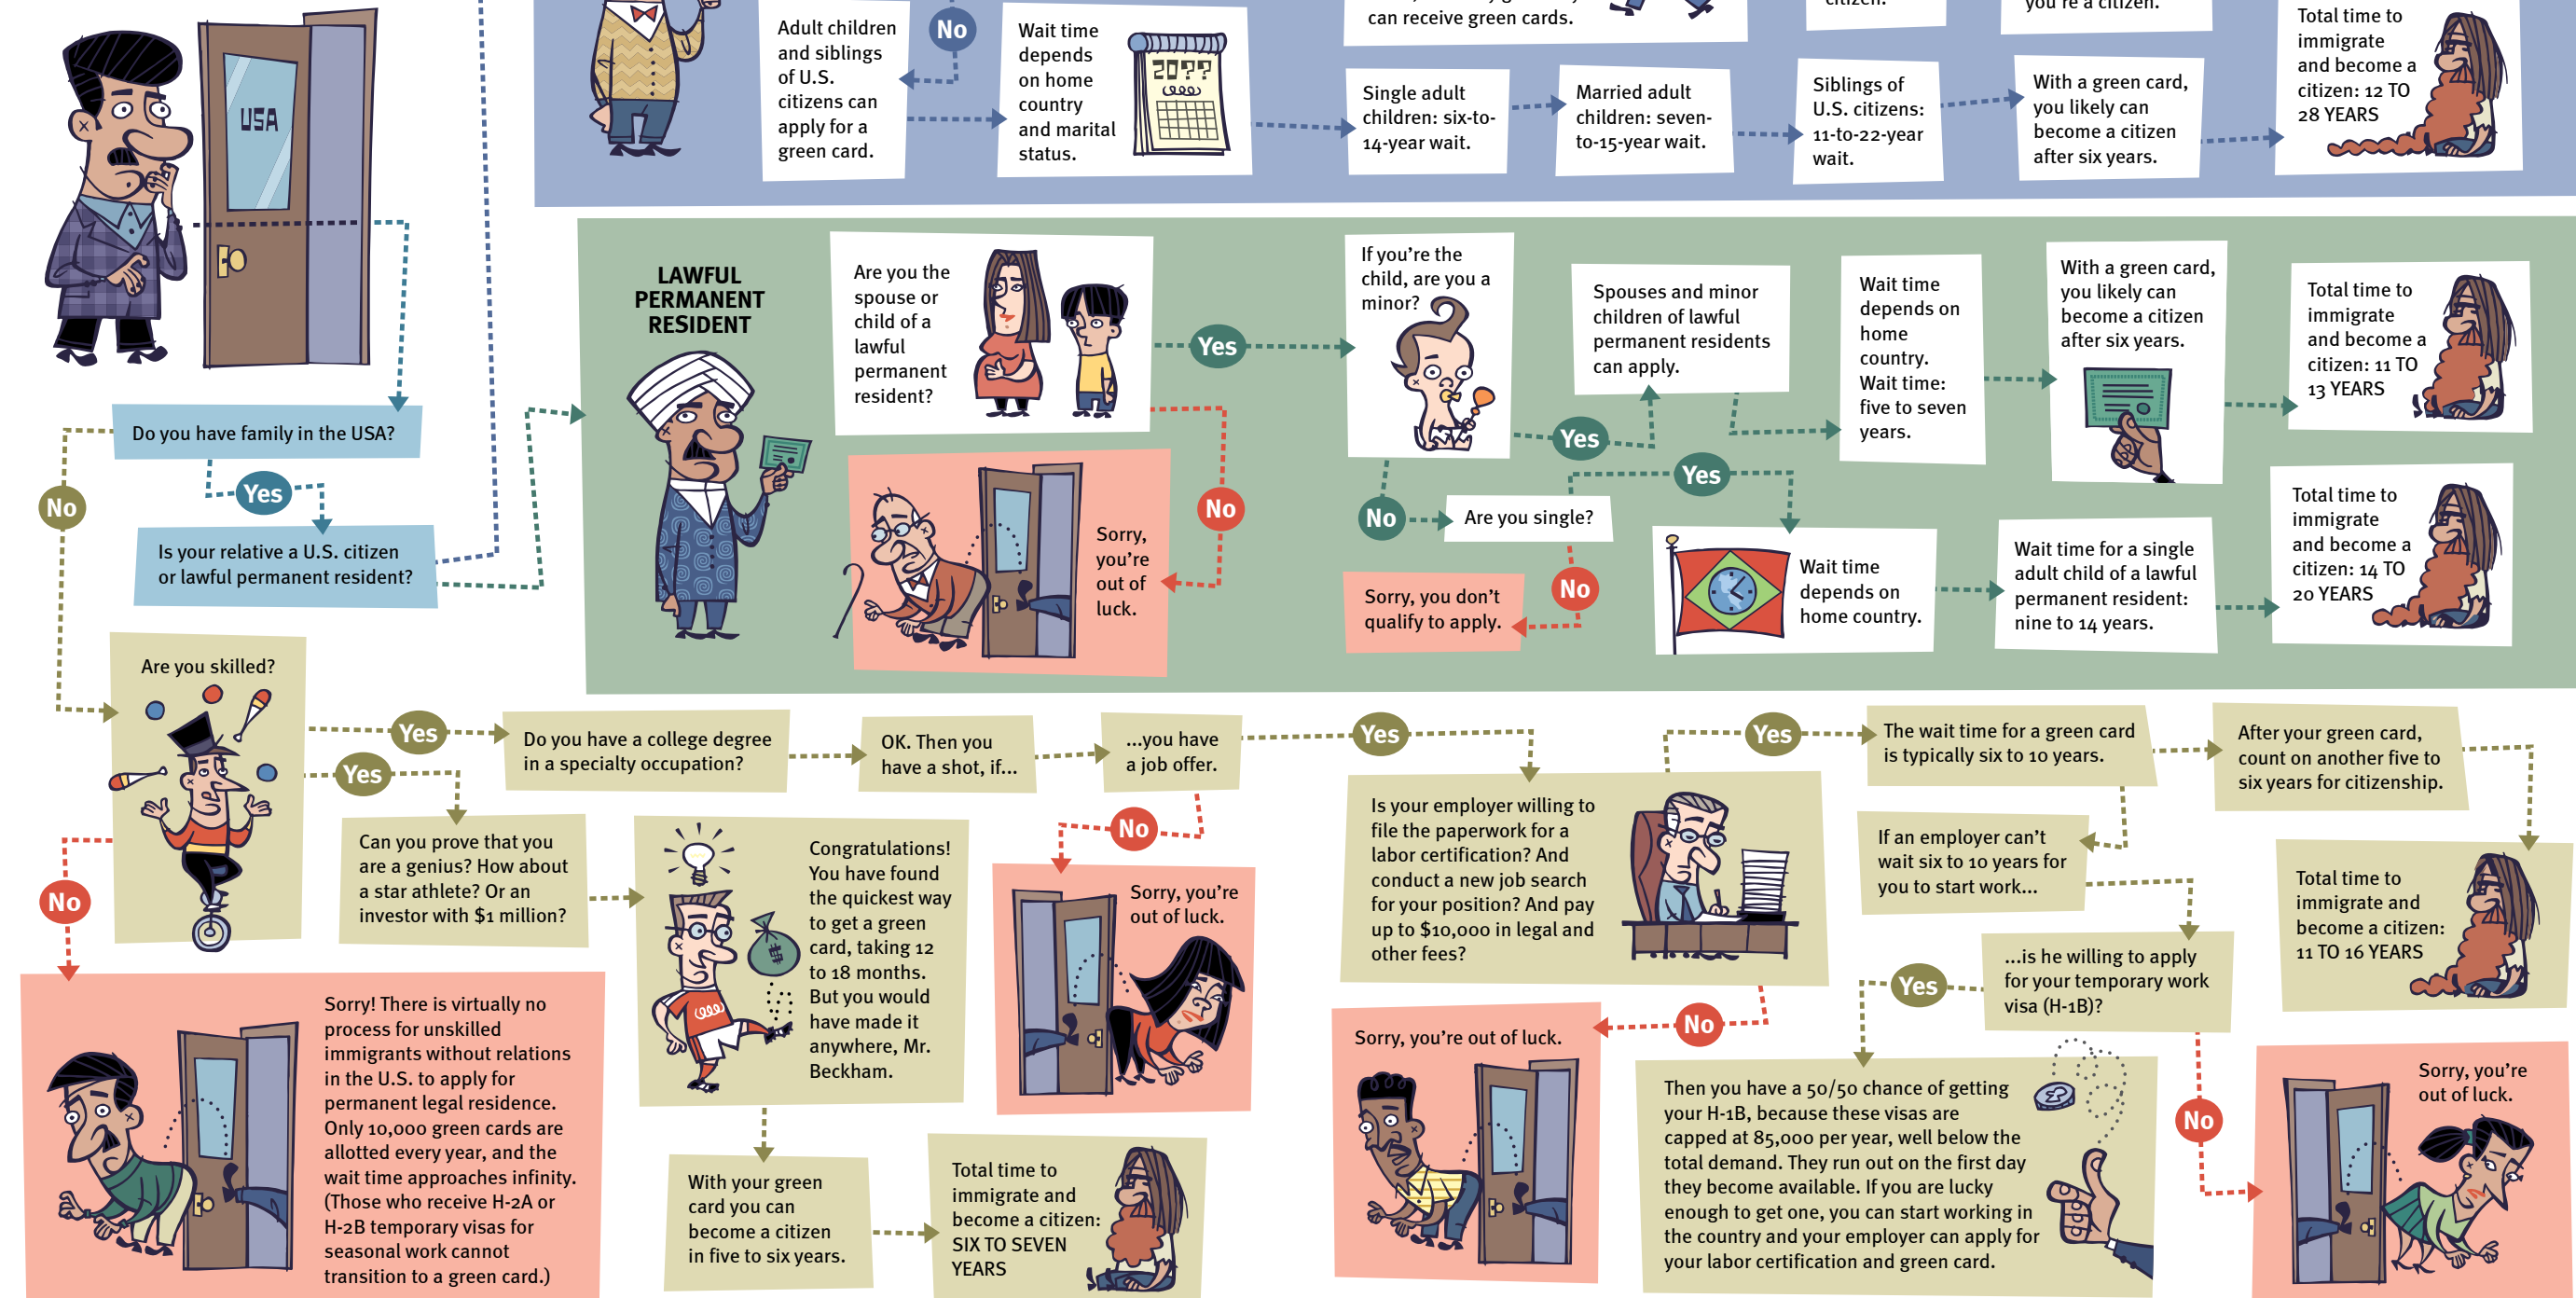 USA
Adult children
and siblings
of U.S.
citizens can
apply for a
green card.
No
Wait time
depends
on home
country
and marital
status.
20??
can receive green cards.
Single adult
children: six-to-
14-year wait.
Married adult
children: seven-
to-15-year wait.
Siblings of
U.S. citizens:
11-to-22-year
wait.
you're a citizen.
With a green card,
you likely can
become a citizen
after six years.
Total time to
immigrate
and become a
citizen: 12 TO
28 YEARS
Do you have family in the USA?
No
Yes
Is your relative a U.S. citizen
or lawful permanent resident?
LAWFUL
PERMANENT
RESIDENT
Are you the
spouse or
child of a
lawful
permanent
resident?
Yes
No
Sorry,
you're
out of
luck.
If you're the
child, are you a
minor?
Yes
Spouses and minor
children of lawful
permanent residents
can apply.
Wait time
depends on
home
country.
Wait time:
five to seven
years.
With a green card,
you likely can
become a citizen
after six years.
Total time to
immigrate
and become a
citizen: 11 TO
13 YEARS
No
Are you single?
Yes
No
Sorry, you don't
qualify to apply.
Wait time
depends on
home country.
Wait time for a single
adult child of a lawful
permanent resident:
nine to 14 years.
Total time to
immigrate
and become a
citizen: 14 TO
20 YEARS
Are you skilled?
Yes
Do you have a college degree
in a specialty occupation?
OK. Then you
have a shot, if...
...you have
a job offer.
Yes
No
Sorry, you're
out of luck.
Yes
Can you prove that you
are a genius? How about
a star athlete? Or an
investor with $1 million?
Congratulations!
You have found
the quickest way
to get a green
card, taking 12
to 18 months.
But you would
have made it
anywhere, Mr.
Beckham.
$
With your green
card you can
become a citizen
in five to six years.
Total time to
immigrate and
become a citizen:
SIX TO SEVEN
YEARS
No
Sorry! There is virtually no
process for unskilled
immigrants without relations
in the U.S. to apply for
permanent legal residence.
Only 10,000 green cards are
allotted every year, and the
wait time approaches infinity.
(Those who receive H-2A or
H-2B temporary visas for
seasonal work cannot
transition to a green card.)
Is your employer willing to
file the paperwork for a
labor certification? And
conduct a new job search
for your position? And pay
up to $10,000 in legal and
other fees?
No
Sorry, you're out of luck.
Yes
The wait time for a green card
is typically six to 10 years.
After your green card,
count on another five to
six years for citizenship.
Total time to
immigrate and
become a citizen:
11 TO 16 YEARS
If an employer can't
wait six to 10 years for
you to start work...
...is he willing to apply
for your temporary work
visa (H-1B)?
Yes
Then you have a 50/50 chance of getting
your H-1B, because these visas are
capped at 85,000 per year, well below the
total demand. They run out on the first day
they become available. If you are lucky
enough to get one, you can start working in
the country and your employer can apply for
your labor certification and green card.
No
Sorry, you're
out of luck.